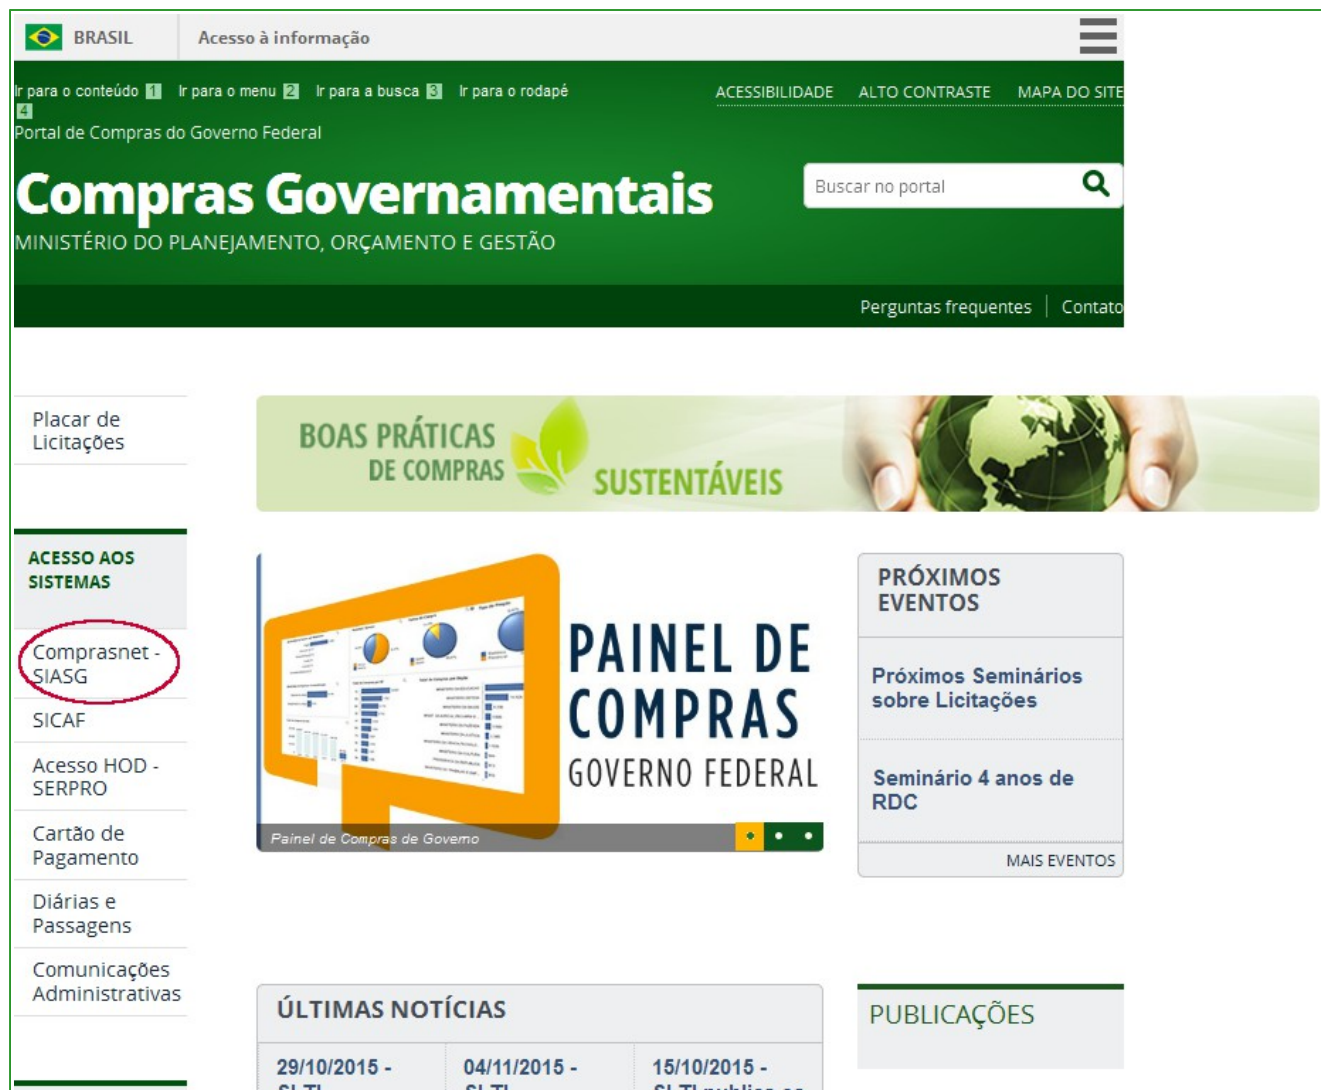 BRASIL
Acesso à informação
Ir para o conteúdo 1 Ir para o menu 2 Ir para a busca 3 Ir para o rodapé
4
ACESSIBILIDADE ALTO CONTRASTE MAPA DO SITE
Portal de Compras do Governo Federal
Compras Governamentais
Buscar no portal
MINISTÉRIO DO PLANEJAMENTO, ORÇAMENTO E GESTÃO
Perguntas frequentes Contato
Placar de
Licitações
BOAS PRÁTICAS
DE COMPRAS
SUSTENTÁVEIS
ACESSO AOS
SISTEMAS
Comprasnet -
SIASG
SICAF
Acesso HOD -
SERPRO
Cartão de
Pagamento
Diárias e
Passagens
Comunicações
Administrativas
PAINEL DE
COMPRAS
GOVERNO FEDERAL
Painel de Compras de Governo
PRÓXIMOS
EVENTOS
Próximos Seminários
sobre Licitações
Seminário 4 anos de
RDC
MAIS EVENTOS
ÚLTIMAS NOTÍCIAS
29/10/2015 -
04/11/2015 -
15/10/2015 -
PUBLICAÇÕES